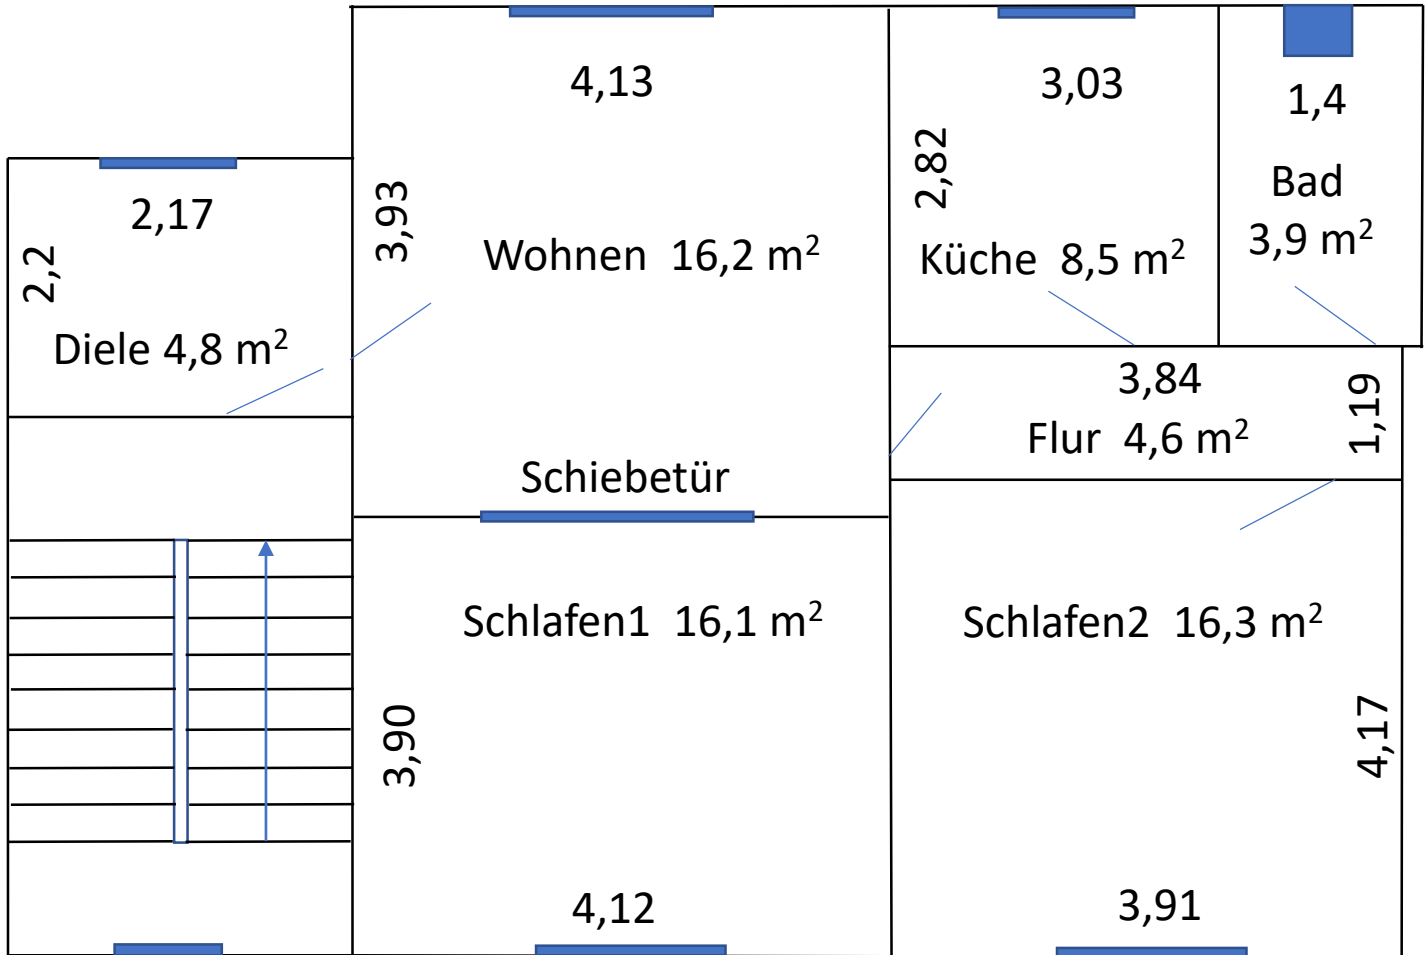 4,13
3,03
1,4
2,82
Bad
3,9 m²
2,17
3,93
2,2
Wohnen 16,2 m²
Küche 8,5 m²
Diele 4,8 m²
3,84
1,19
Flur 4,6 m²
Schiebetür
Schlafen1 16,1 m²
Schlafen2 16,3 m²
3,90
4,17
4,12
3,91